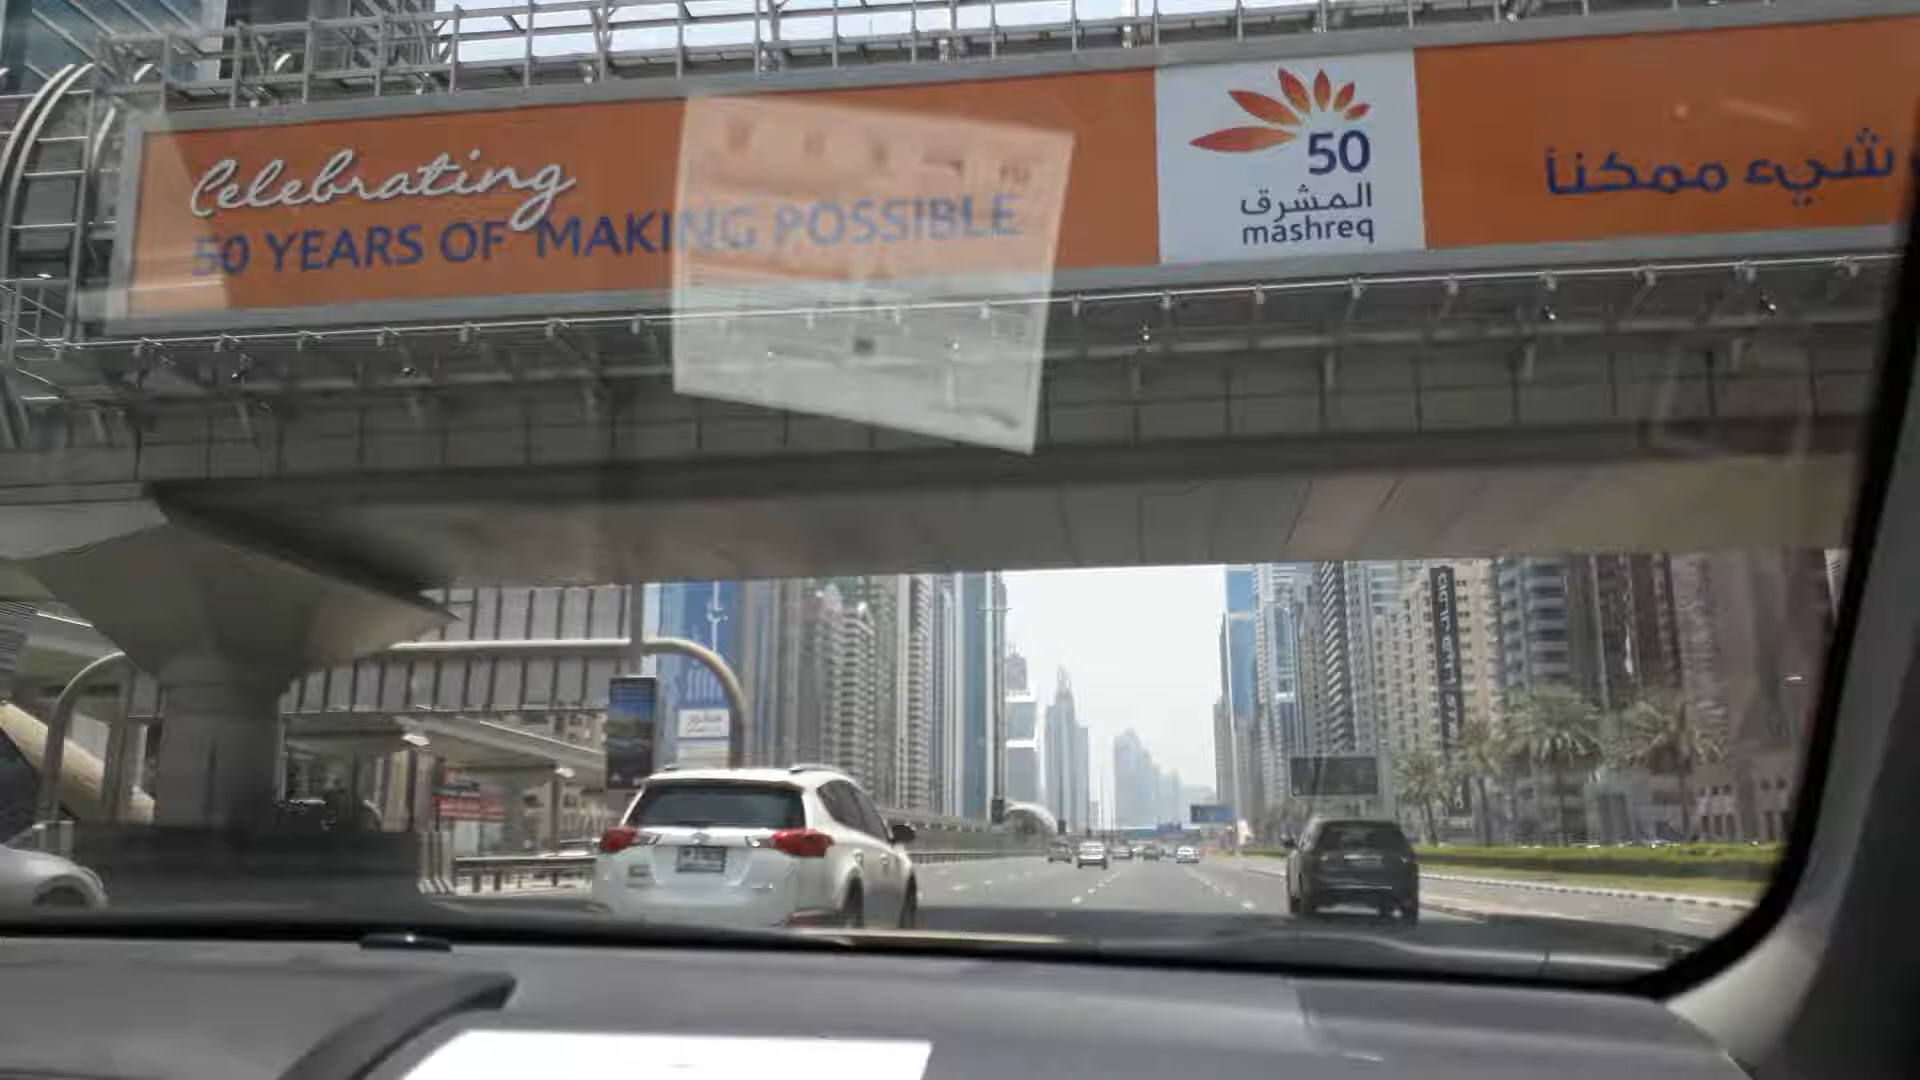 Celebrating
50 YEARS OF MAKING POSSIBLE
50
المشرق
mashreq
شيء ممكناً